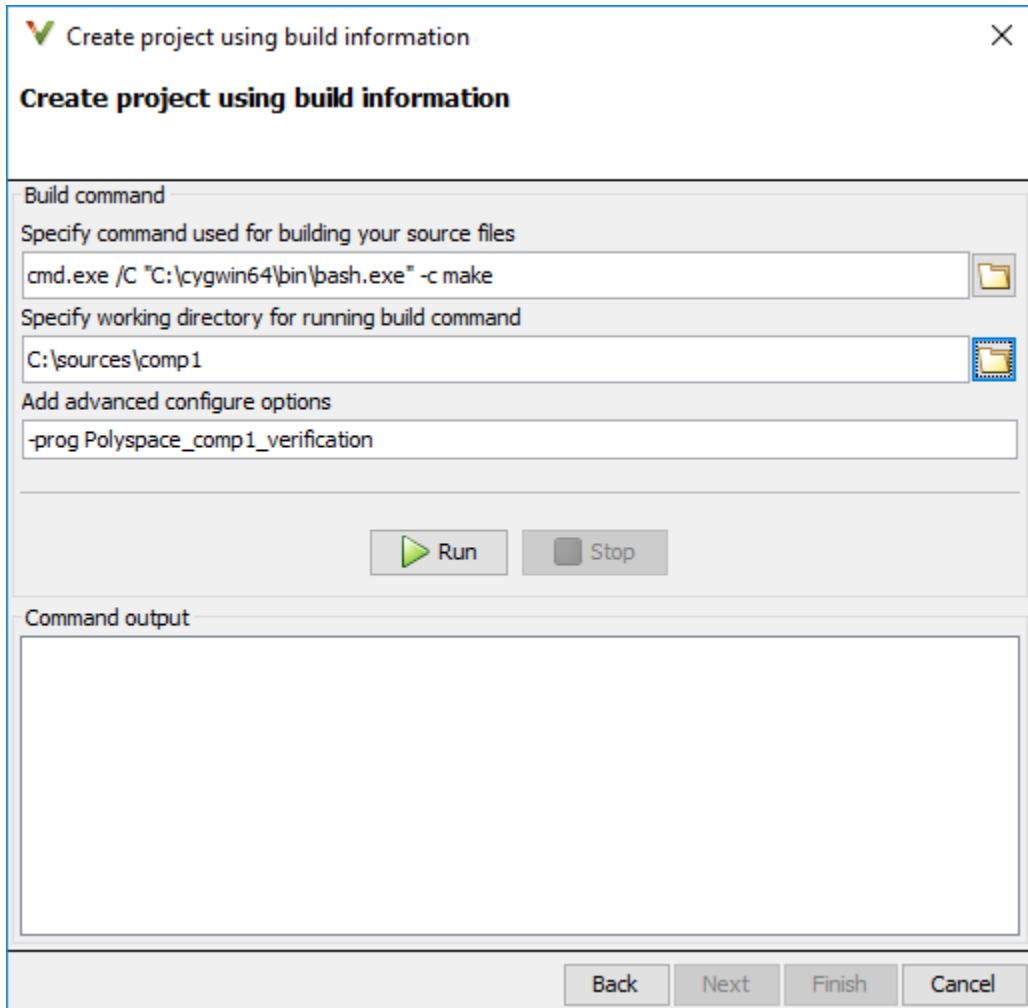 Create project using build information
Create project using build information
Build command
Specify command used for building your source files
cmd.exe /C "C:\cygwin64\bin\bash.exe" -c make
Specify working directory for running build command
C:\sources\comp1
Add advanced configure options
-prog Polyspace_comp1_verification
Run Stop
Command output
Back Next Finish Cancel